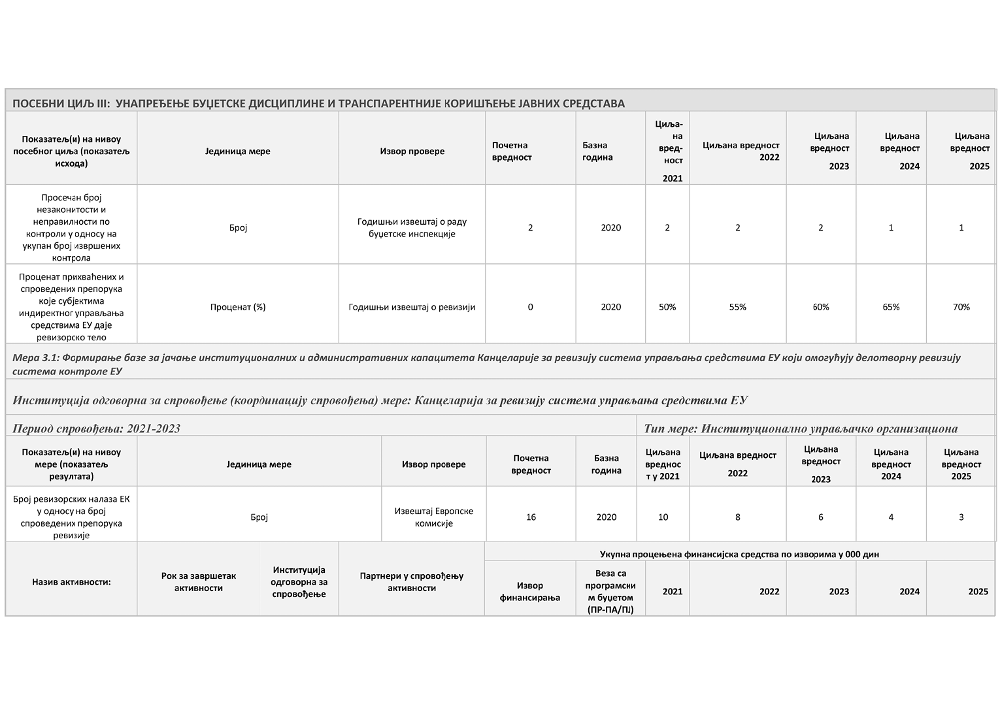 ПОСЕБНИ ЦИЉ III: УНАПРЕЂЕЊЕ БУЏЕТСКЕ ДИСЦИПЛИНЕ И ТРАНСПАРЕНТНИЈЕ КОРИШЋЕЊЕ ЈАВНИХ СРЕДСТАВА
Показатељ(и) на нивоу
посебног циља (показатељ
исхода)
Јединица мере
Извор провере
Почетна
вредност
Базна
година
Циља-
на
вред-
ност
2021
Циљана вредност
2022
Циљана
вредност
2023
Циљана
вредност
2024
Циљана
вредност
2025
Просечан број
незаконитости и
неправилности по
контроли у односу на
укупан број извршених
контрола
Број
Годишњи извештај о раду
буџетске инспекције
2
2020
2
2
2
1
1
Проценат прихваћених и
спроведених препорука
које субјектима
индиректног управљања
средствима ЕУ даје
ревизорско тело
Проценат (%)
Годишњи извештај о ревизији
0
2020
50%
55%
60%
65%
70%
Мера 3.1: Формирање базе за јачање институционалних и административних капацитета Канцеларије за ревизију система управљања средствима ЕУ који омогућују делотворну ревизију
система контроле ЕУ
Институција одговорна за спровођење (координацију спровођења) мере: Канцеларија за ревизију система управљања средствима ЕУ
Период спровођења: 2021-2023
Тип мере: Институционално управљачко организациона
Показатељ(и) на нивоу
мере (показатељ
резултата)
Јединица мере
Извор провере
Почетна
вредност
Базна
година
Циљана
вреднос
т у 2021
Циљана вредност
2022
Циљана
вредност
2023
Циљана
вредност
2024
Циљана
вредност
2025
Број ревизорских налаза ЕК
у односу на број
спроведених препорука
ревизије
Број
Извештај Европске
комисије
16
2020
10
8
6
4
3
Назив активности:
Рок за завршетак
активности
Институција
одговорна за
спровођење
Партнери у спровођењу
активности
Укупна процењена финансијска средства по изворима у 000 дин
Извор
финансирања
Веза са
програмски
м буџетом
(ПР-ПА/ПЈ)
2021
2022
2023
2024
2025